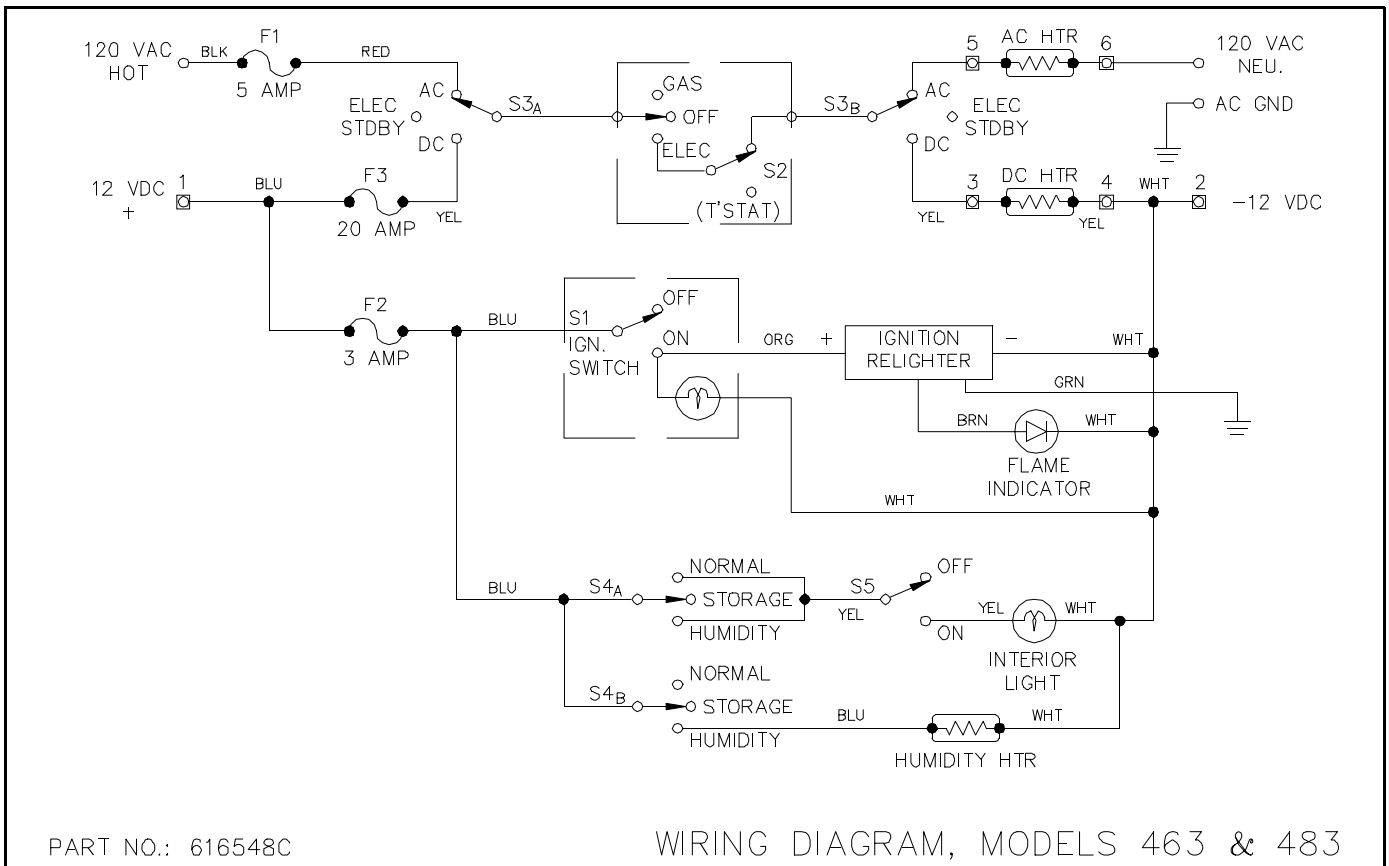 F1
120 VAC
HOT
BLK
RED
5 AMP
AC
ELEC
STDBY
DC
S3A
GAS
OFF
ELEC
S2
(T'STAT)
S3B
AC
ELEC
STDBY
DC
5
AC HTR
6
120 VAC
NEU.
AC GND
12 VDC
+
1
BLU
F3
20 AMP
YEL
YEL
3
DC HTR
4
YEL
WHT
2
-12 VDC
F2
3 AMP
BLU
S1
IGN.
SWITCH
OFF
ON
ORG
+
IGNITION
RELIGHTER
-
WHT
GRN
BRN
WHT
FLAME
INDICATOR
WHT
BLU
S4A
NORMAL
STORAGE
HUMIDITY
YEL
S5
OFF
ON
YEL
WHT
INTERIOR
LIGHT
S4B
NORMAL
STORAGE
HUMIDITY
BLU
WHT
HUMIDITY HTR
PART NO.: 616548C
WIRING DIAGRAM, MODELS 463 & 483